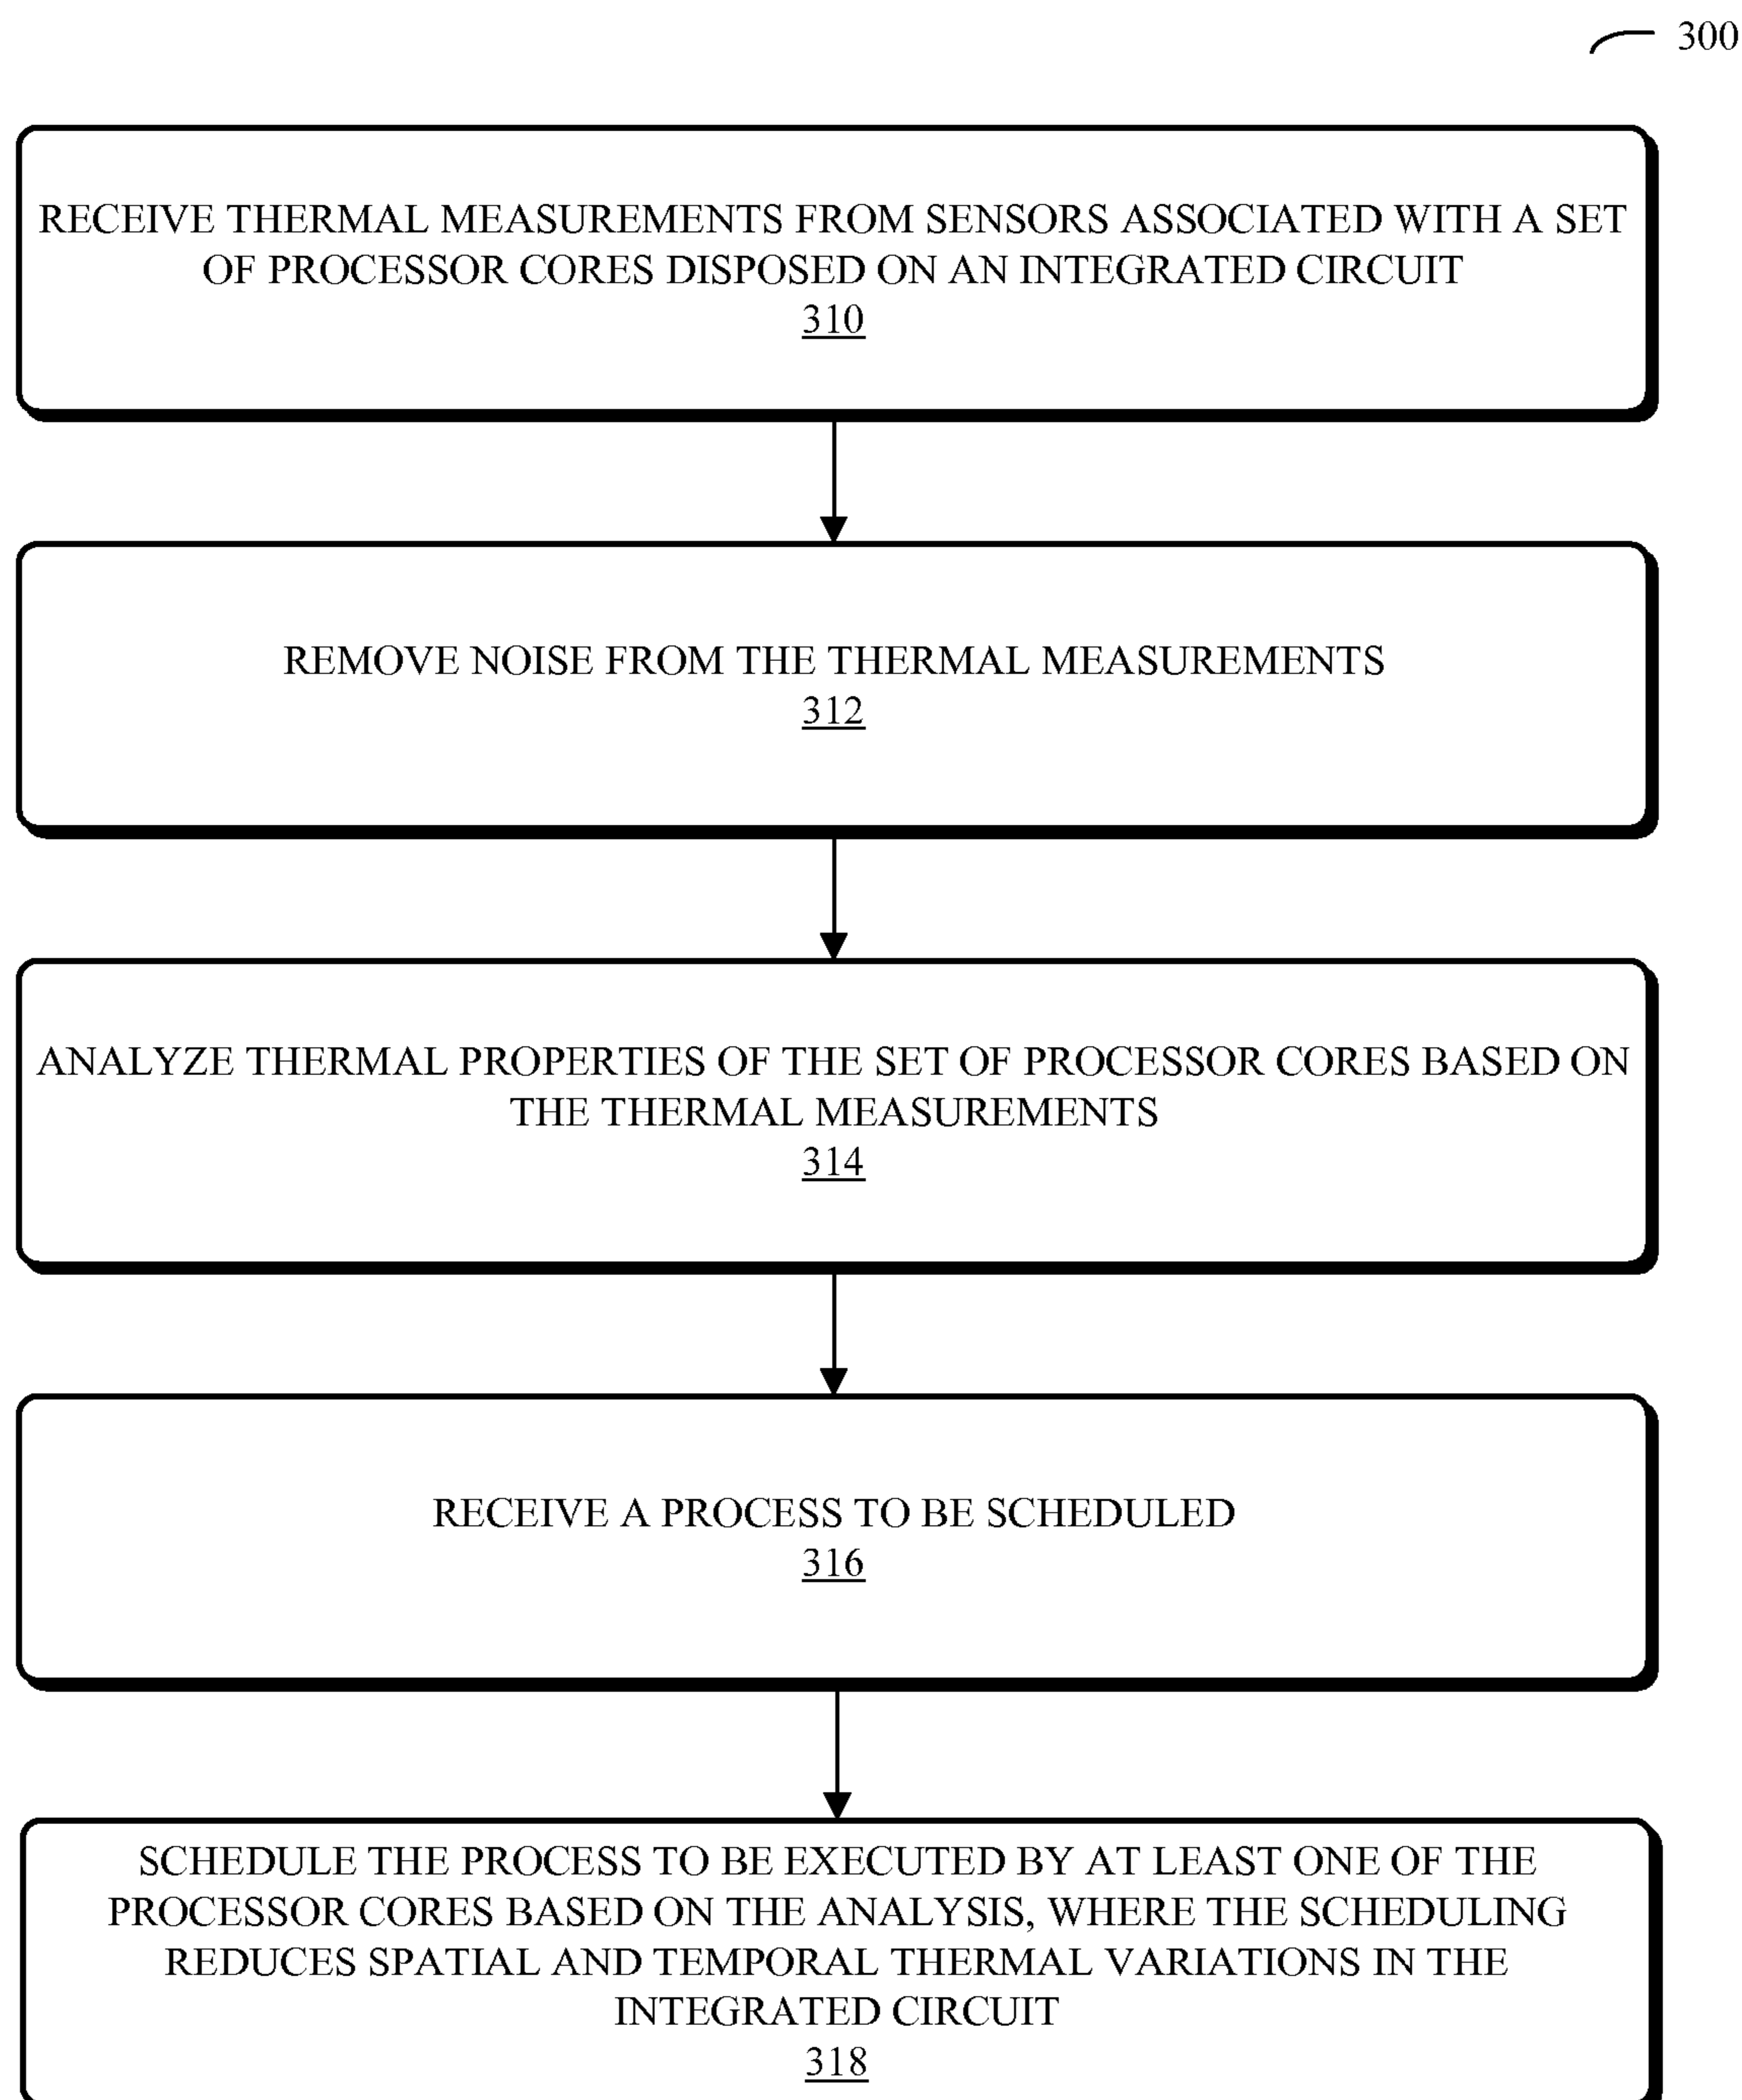 300
RECEIVE THERMAL MEASUREMENTS FROM SENSORS ASSOCIATED WITH A SET
OF PROCESSOR CORES DISPOSED ON AN INTEGRATED CIRCUIT
310
REMOVE NOISE FROM THE THERMAL MEASUREMENTS
312
ANALYZE THERMAL PROPERTIES OF THE SET OF PROCESSOR CORES BASED ON
THE THERMAL MEASUREMENTS
314
RECEIVE A PROCESS TO BE SCHEDULED
316
SCHEDULE THE PROCESS TO BE EXECUTED BY AT LEAST ONE OF THE
PROCESSOR CORES BASED ON THE ANALYSIS, WHERE THE SCHEDULING
REDUCES SPATIAL AND TEMPORAL THERMAL VARIATIONS IN THE
INTEGRATED CIRCUIT
318